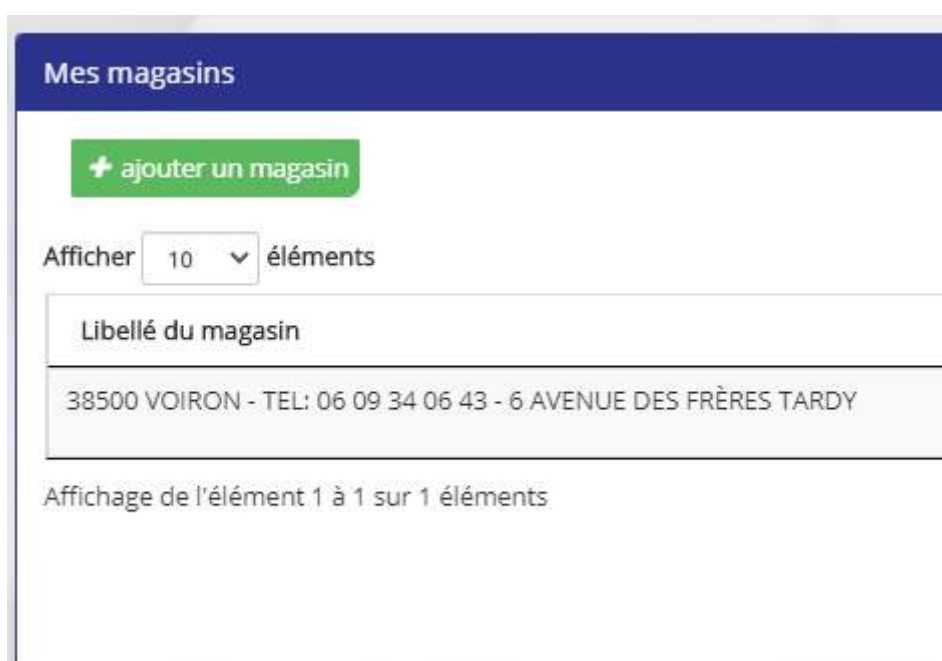 Mes magasins
ajouter un magasin
Afficher 10 éléments
Libellé du magasin
38500 VOIRON - TEL: 06 09 34 06 43 - 6 AVENUE DES FRÈRES TARDY
Affichage de l'élément 1 à 1 sur 1 éléments